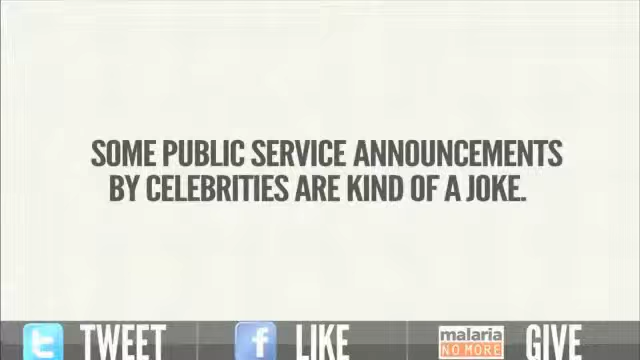 SOME PUBLIC SERVICE ANNOUNCEMENTS
BY CELEBRITIES ARE KIND OF A JOKE.
t TWEET f LIKE malaria GIVE
NO MORE